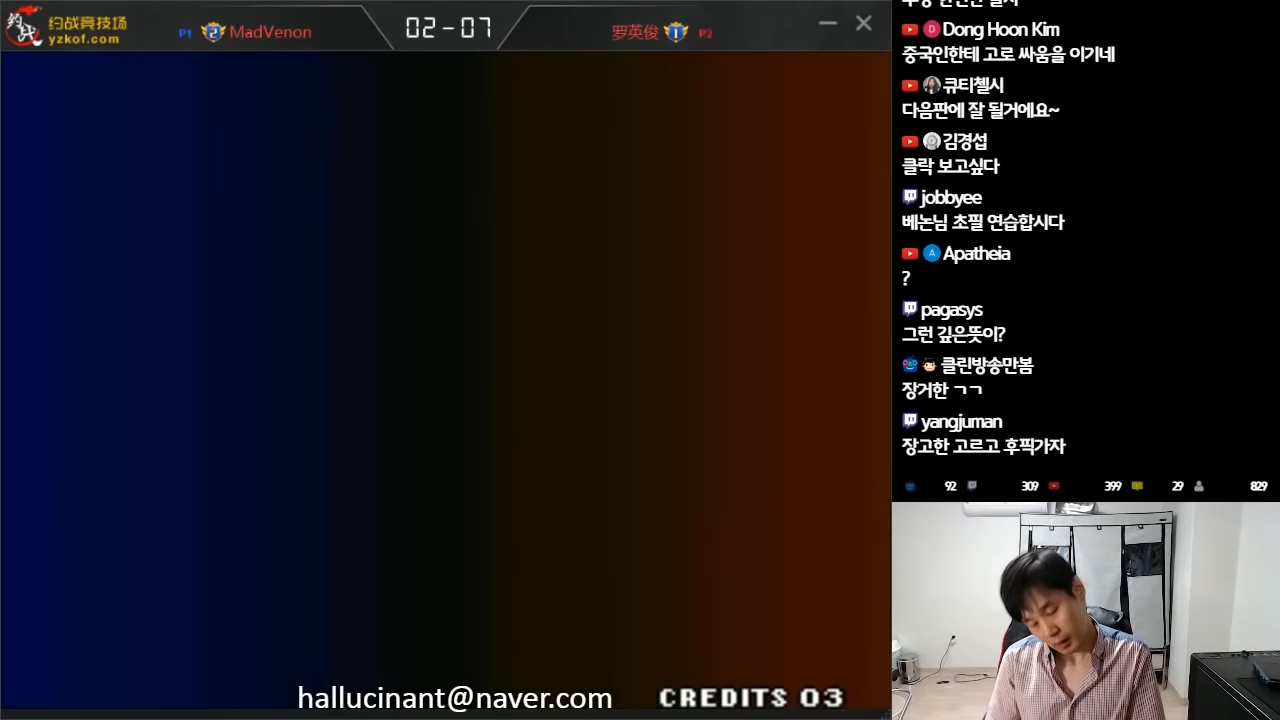 约战竞技场
yzkof.com
约战
P1
2
MadVenon
02-07
罗英俊
1
P2
Dong Hoon Kim
중국인한테 고로 싸움을 이기네
큐티첼시
다음판에 잘 될거에요~
김경섭
클락 보고싶다
jobbyee
베논님 초필 연습합시다
A
Apatheia
?
pagasys
그런 깊은뜻이?
클린방송만봄
장거한 ㄱㄱ
yangjuman
장고한 고르고 후픽가자
92
309
399
29
829
hallucinant@naver.com
CREDITS 03